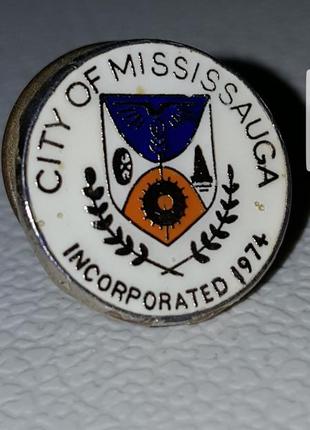 CITY OF MISSISSAUGA
INCORPORATED 1974